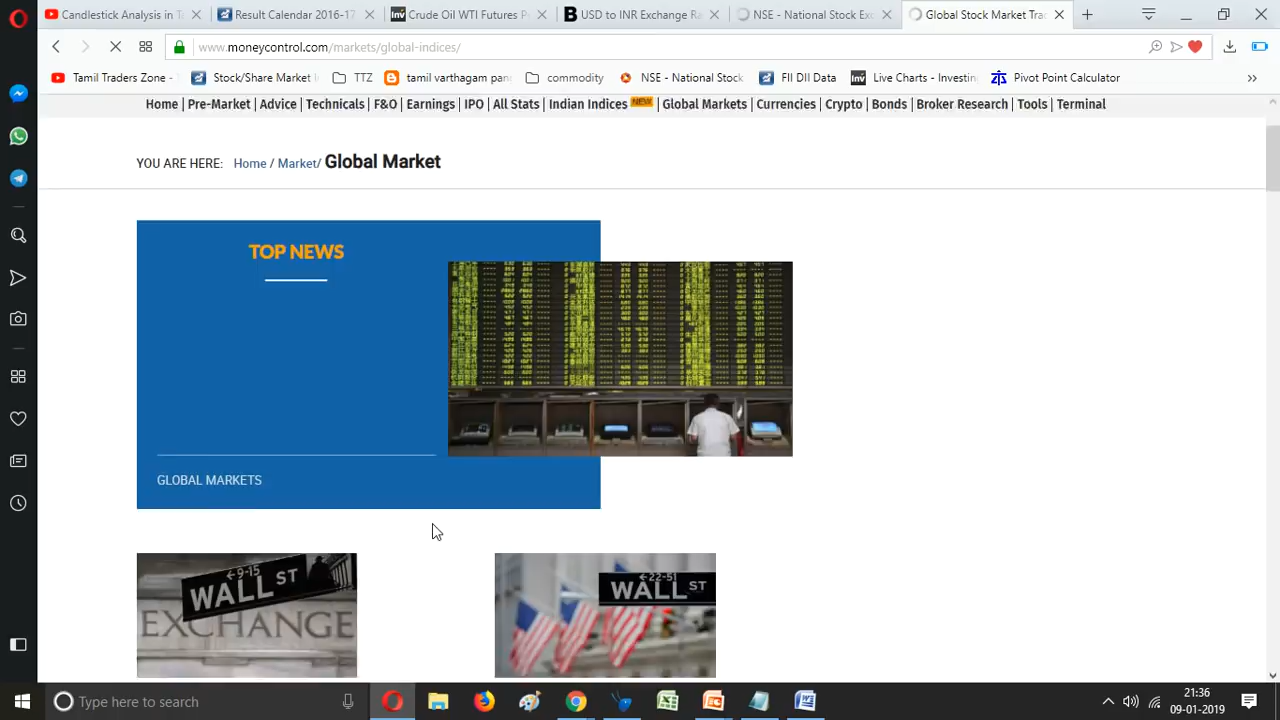 Candlestick Analysis in T
Result Calendar 2016-17
Crude Oil WTI Futures P
USD to INR Exchange Ra
NSE - National Stock Exc
Global Stock Market Trac
www.moneycontrol.com/markets/global-indices/
Tamil Traders Zone -
Stock/Share Market I
TTZ
tamil varthagam pan
commodity
NSE - National Stock
FII DII Data
Live Charts - Investin
Pivot Point Calculator
Home | Pre-Market | Advice | Technicals | F&O | Earnings | IPO | All Stats | Indian Indices NEW | Global Markets | Currencies | Crypto | Bonds | Broker Research | Tools | Terminal
YOU ARE HERE: Home / Market/ Global Market
TOP NEWS
GLOBAL MARKETS
←9-15
WALL ST
EXCHANGE
←22-51
WALL ST
Type here to search
21:36
09-01-2019